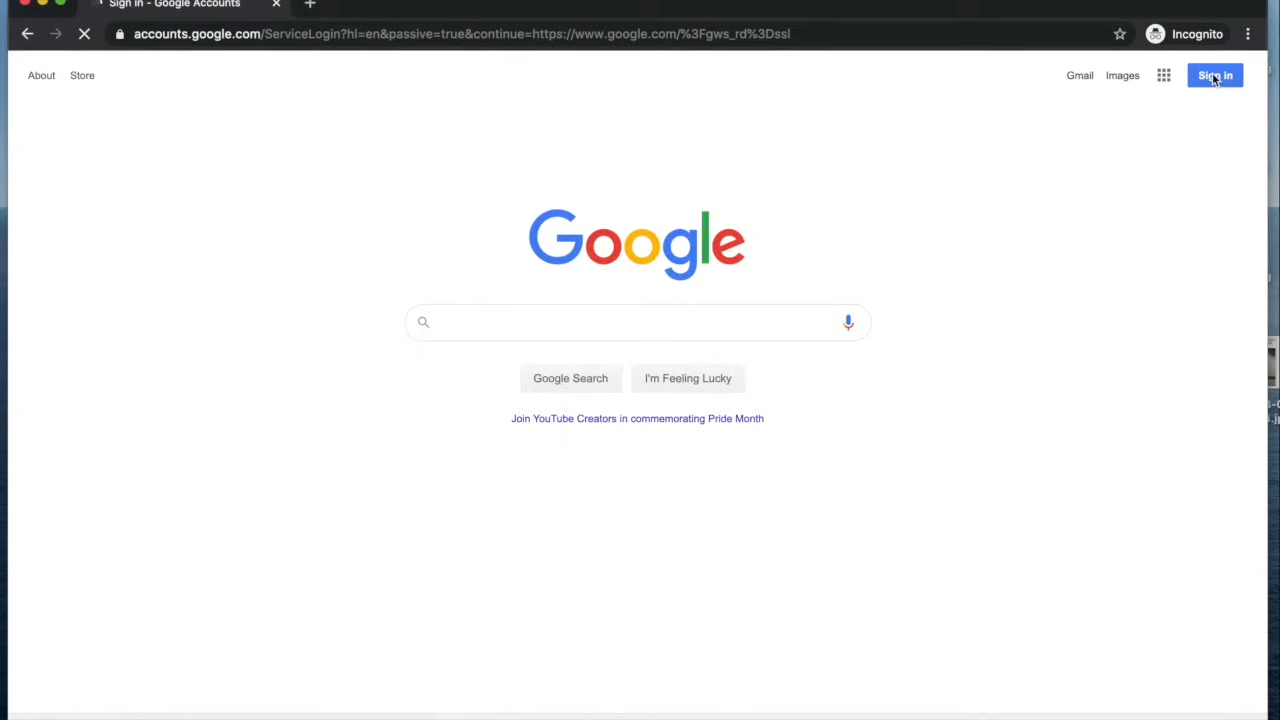 Sign in - Google Accounts
accounts.google.com/ServiceLogin?hl=en&passive=true&continue=https://www.google.com/%3Fgws_rd%3Dssl
Incognito
About Store
Gmail Images Sign in
Google
Google Search I'm Feeling Lucky
Join YouTube Creators in commemorating Pride Month